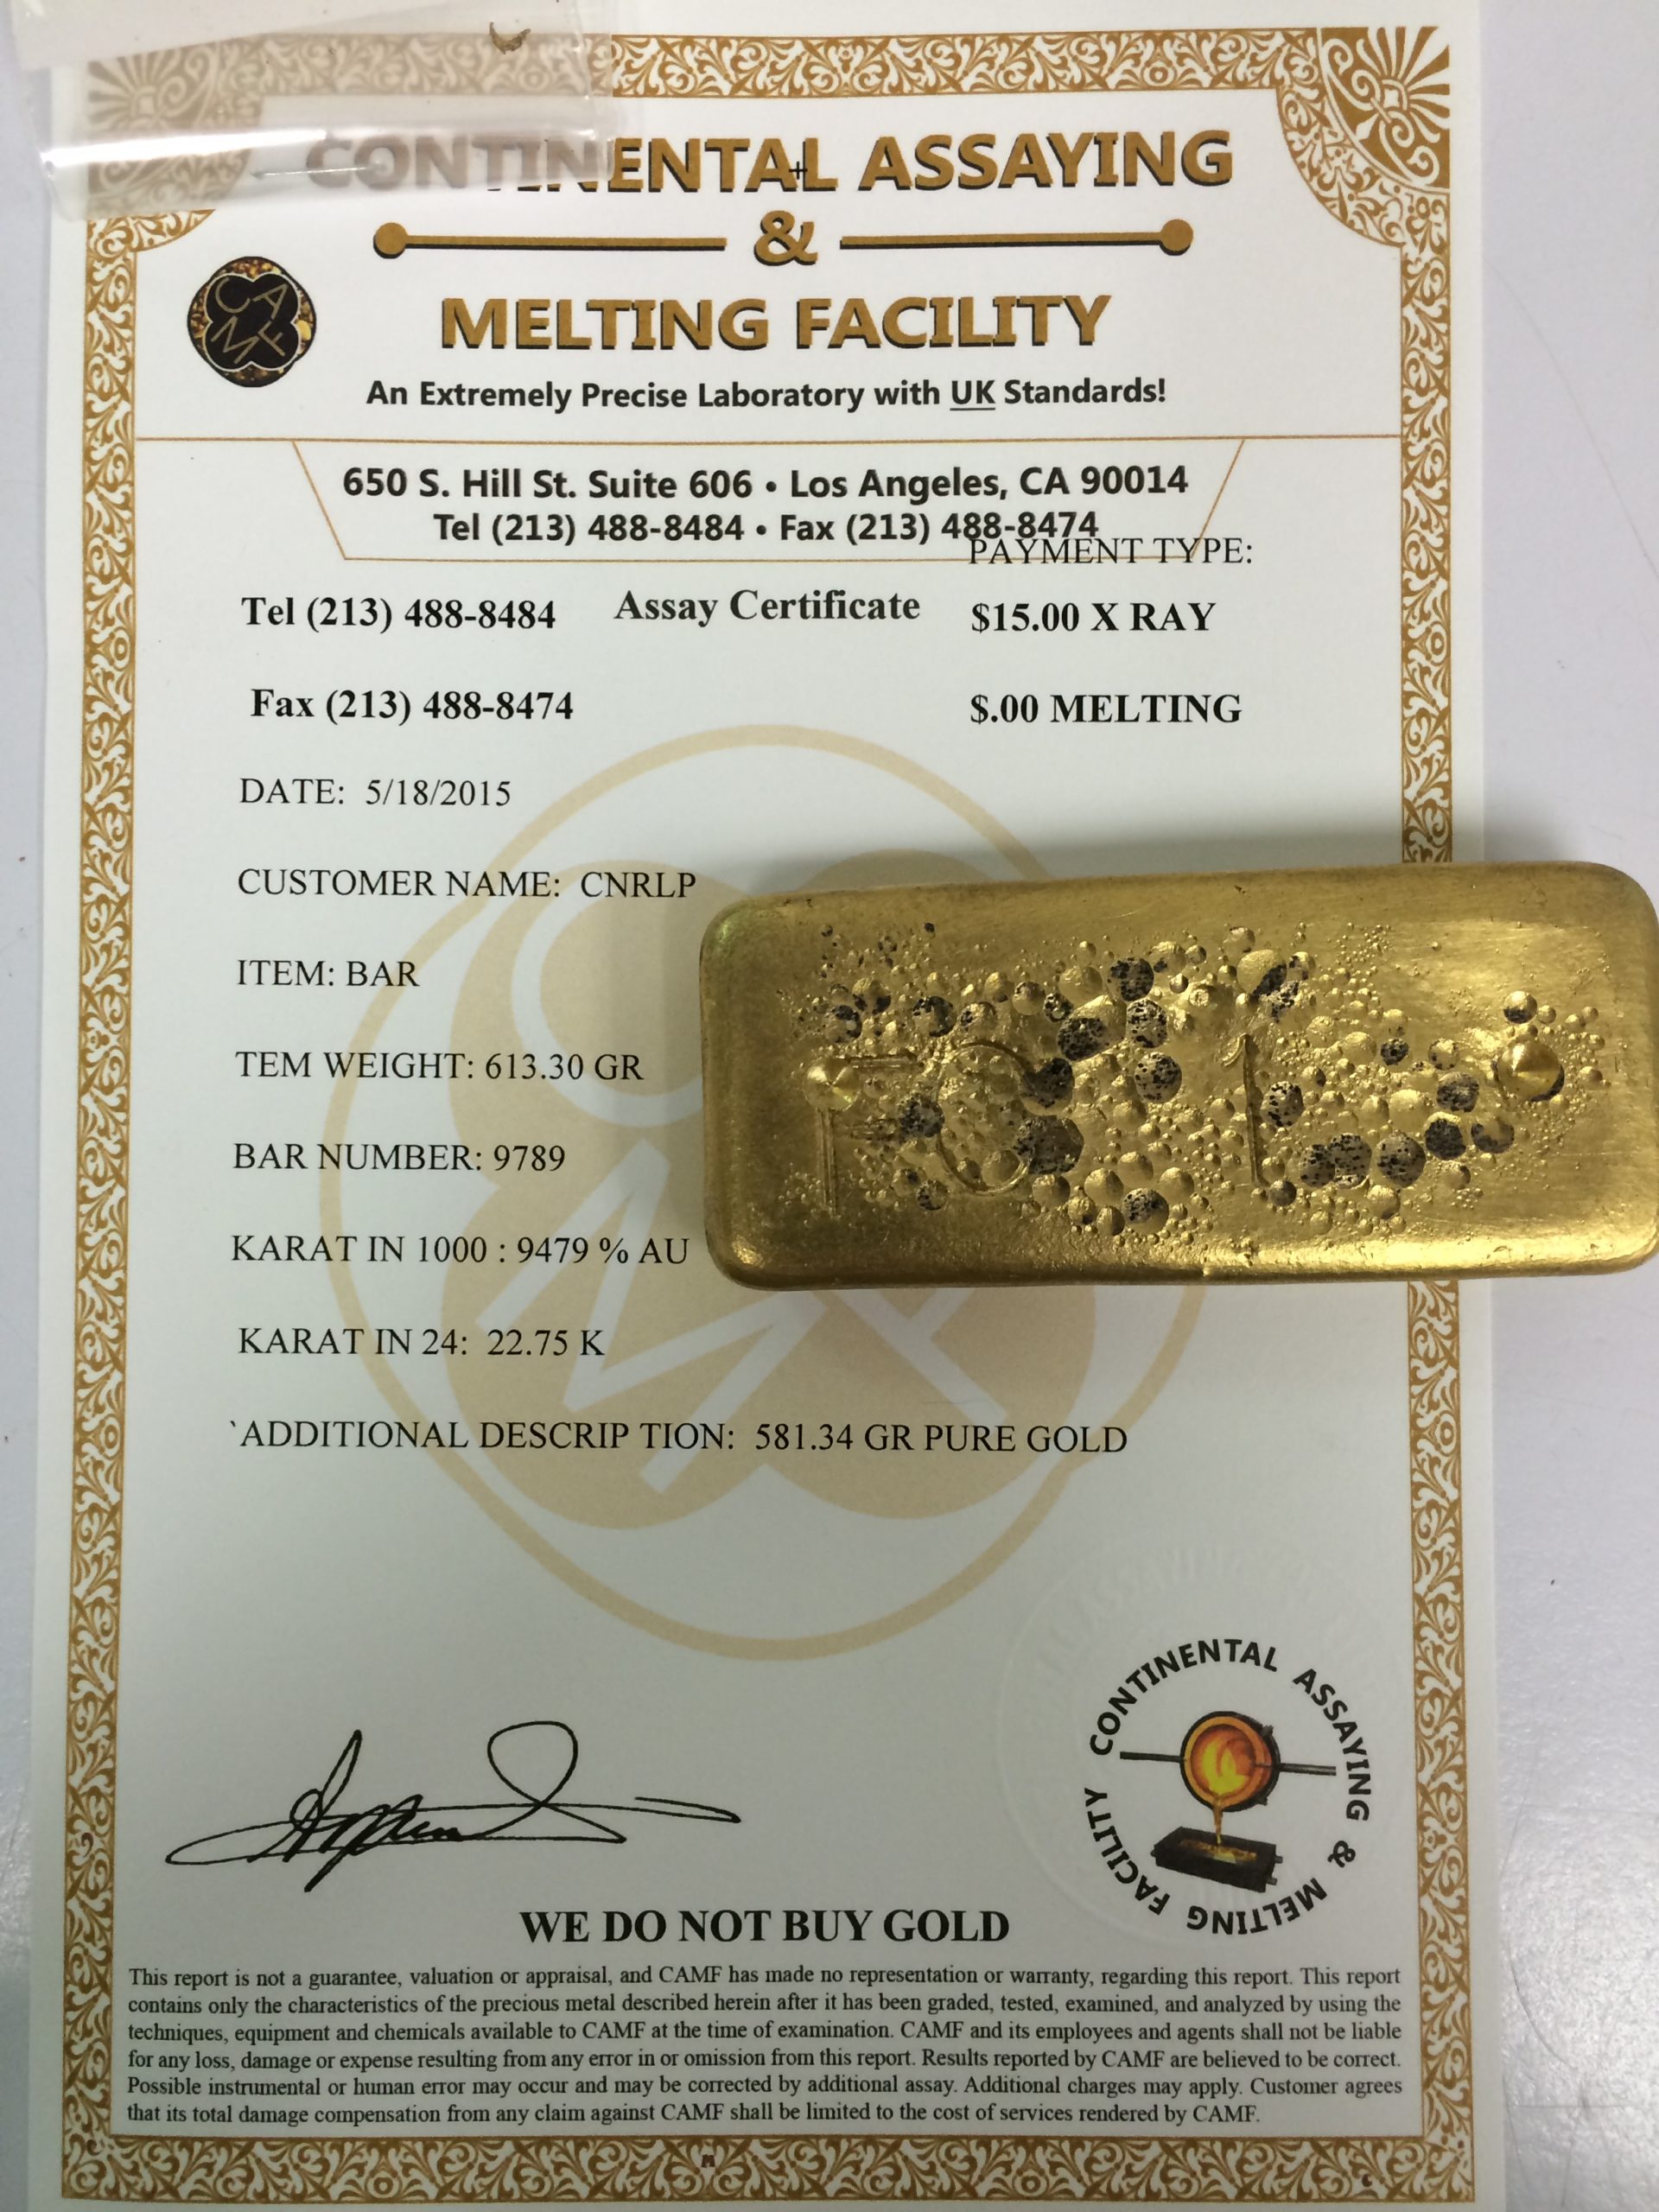 CONTINENTAL ASSAYING
&
MELTING FACILITY
CAMF
An Extremely Precise Laboratory with UK Standards!
650 S. Hill St. Suite 606 • Los Angeles, CA 90014
Tel (213) 488-8484 • Fax (213) 488-8474
PAYMENT TYPE:
Tel (213) 488-8484 Assay Certificate $15.00 X RAY
Fax (213) 488-8474 $.00 MELTING
DATE: 5/18/2015
CUSTOMER NAME: CNRLP
ITEM: BAR
TEM WEIGHT: 613.30 GR
BAR NUMBER: 9789
KARAT IN 1000 : 9479 % AU
KARAT IN 24: 22.75 K
`ADDITIONAL DESCRIP TION: 581.34 GR PURE GOLD
CONTINENTAL ASSAYING & MELTING FACILITY
WE DO NOT BUY GOLD
This report is not a guarantee, valuation or appraisal, and CAMF has made no representation or warranty, regarding this report. This report
contains only the characteristics of the precious metal described herein after it has been graded, tested, examined, and analyzed by using the
techniques, equipment and chemicals available to CAMF at the time of examination. CAMF and its employees and agents shall not be liable
for any loss, damage or expense resulting from any error in or omission from this report. Results reported by CAMF are believed to be correct.
Possible instrumental or human error may occur and may be corrected by additional assay. Additional charges may apply. Customer agrees
that its total damage compensation from any claim against CAMF shall be limited to the cost of services rendered by CAMF.